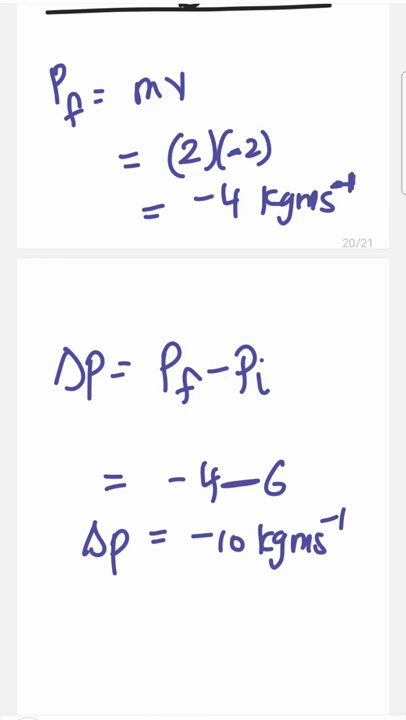 Pf = mv
= (2)(-2)
= -4 kgms⁻¹
20/21
Δp = Pf - Pi
= -4 - 6
Δp = -10 kgms⁻¹